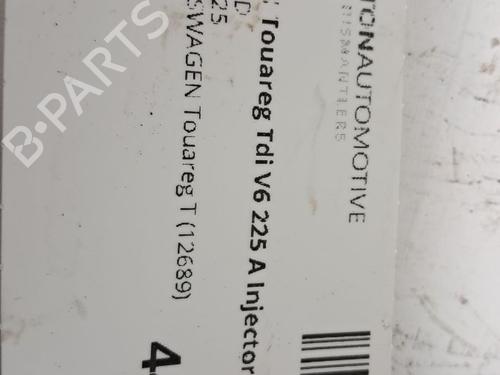 TONAUTOMOTIVE
DISMANTLERS
Touareg Tdi V6 225 A Injector
D
25
SWAGEN Touareg T (12689)
4
B-PARTS